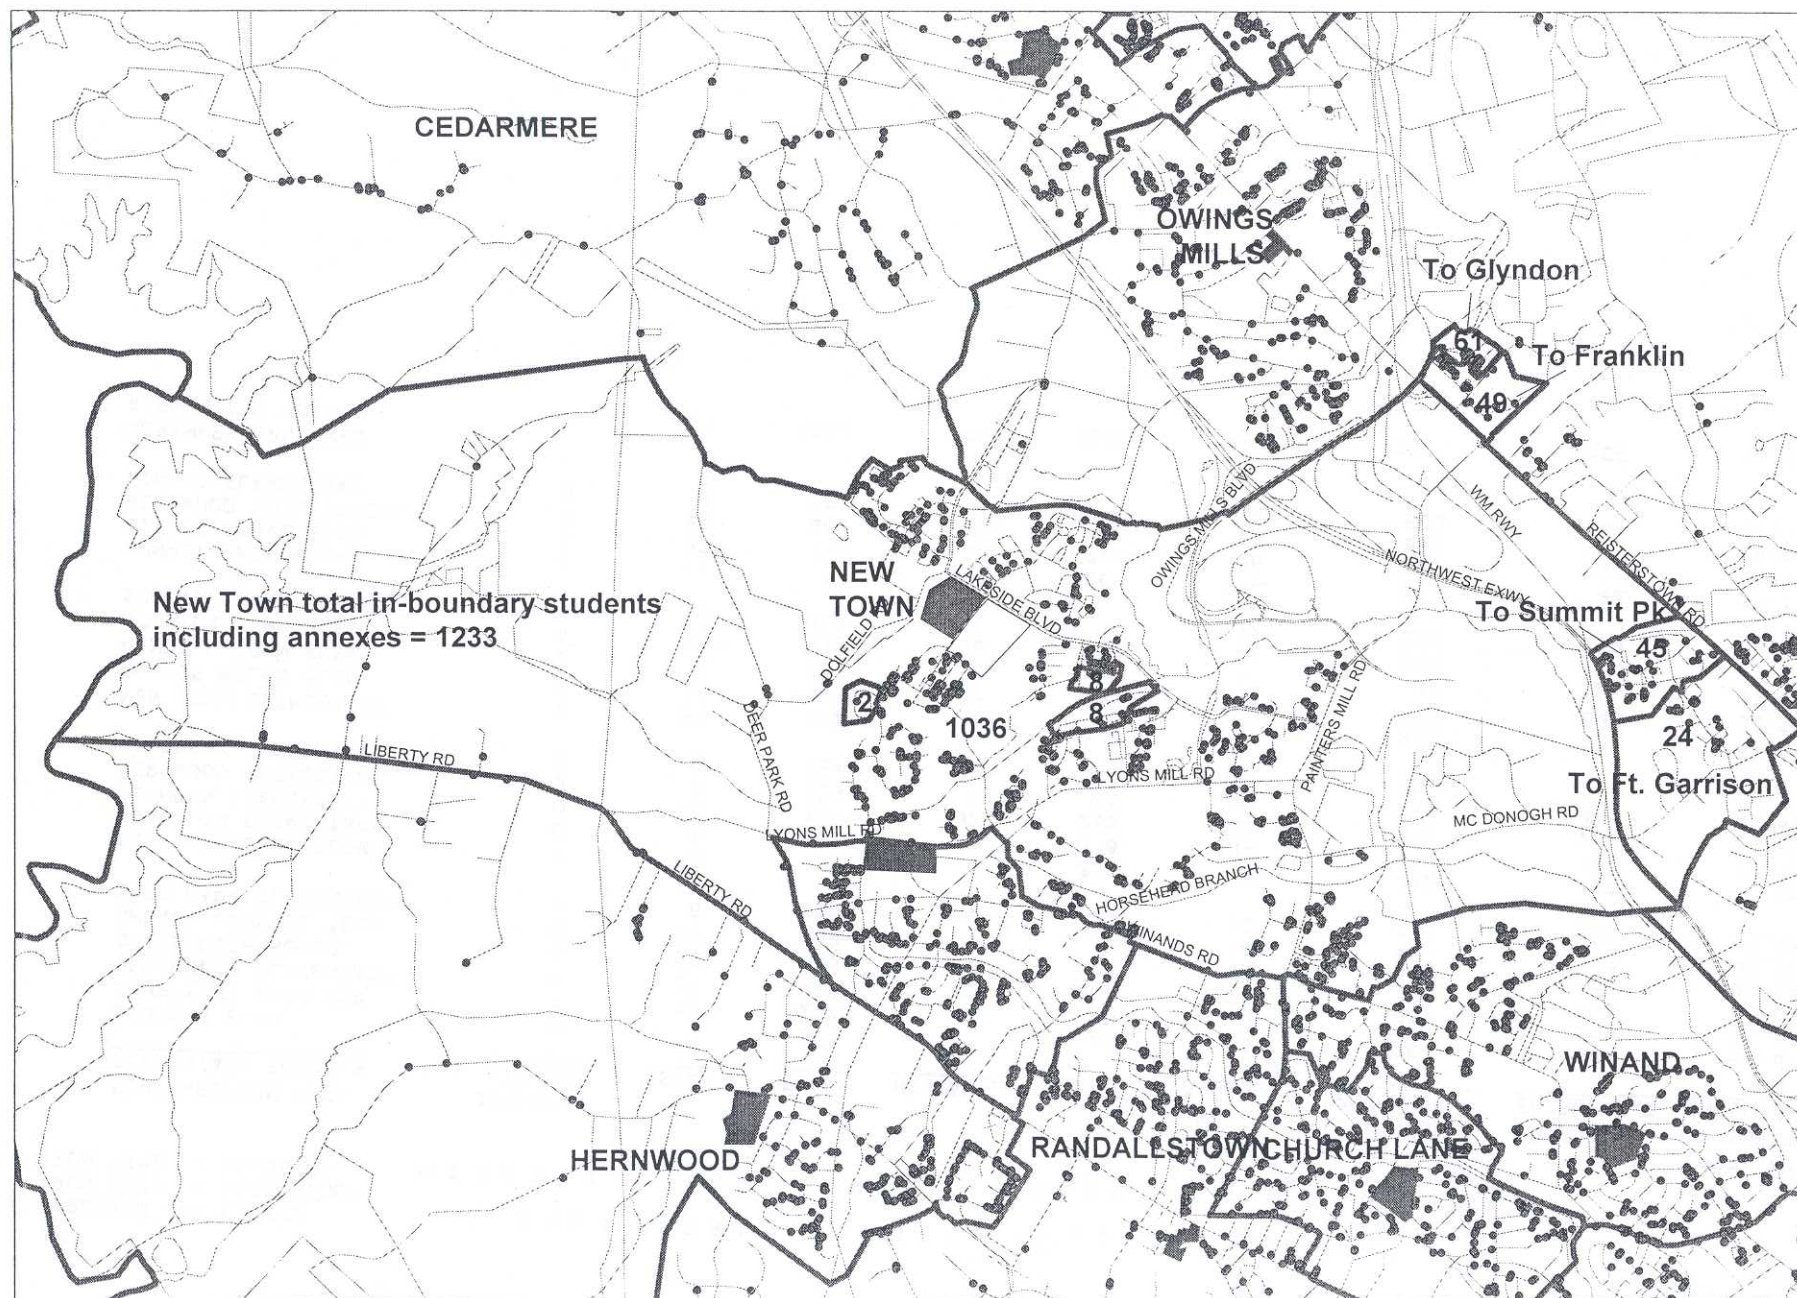 CEDARMERE
OWINGS
MILLS
To Glyndon
61
To Franklin
49
OWINGS MILLS BLVD
WM RWY
REISTERSTOWN RD
NORTHWEST EXWY
NEW
TOWN
LAKESIDE BLVD
New Town total in-boundary students
including annexes = 1233
To Summit Pk
45
DOLFIELD
8
2
8
1036
PAINTERS MILL RD
24
DEER PARK RD
LIBERTY RD
LYONS MILL RD
To Ft. Garrison
MC DONOGH RD
LYONS MILL RD
LIBERTY RD
HORSEHEAD BRANCH
WINANDS RD
WINAND
HERNWOOD
RANDALLSTOWN
CHURCH LANE